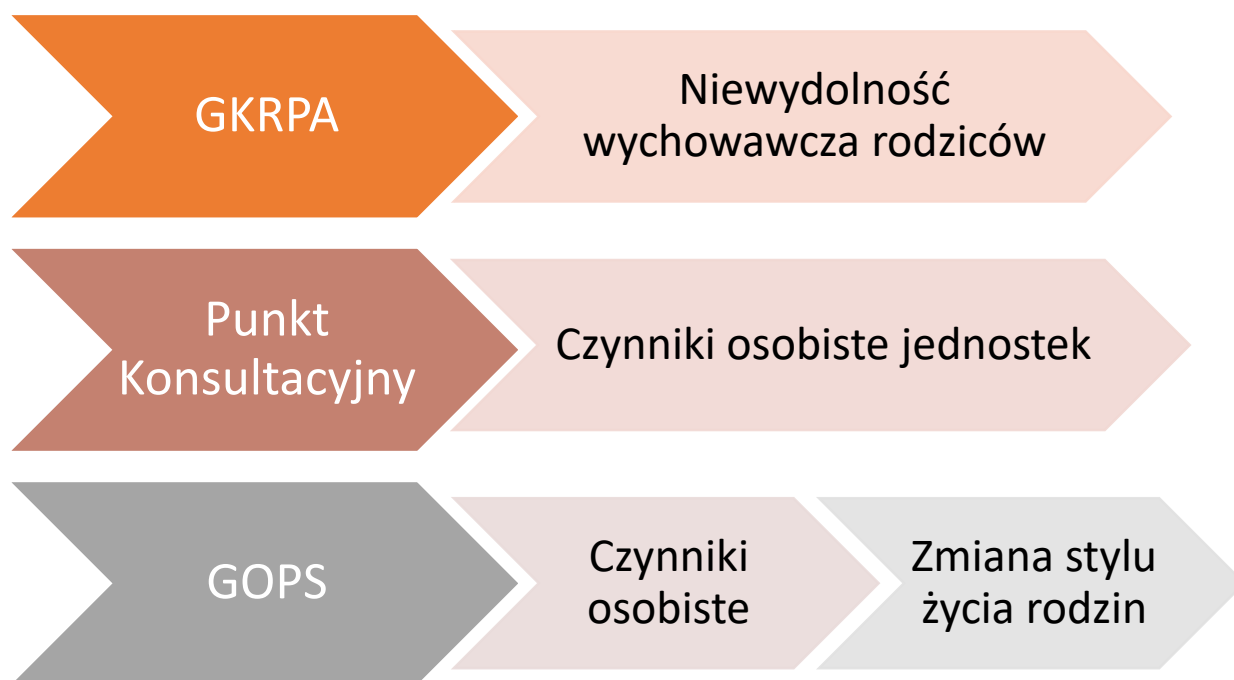 GKRPA
Niewydolność
wychowawcza rodziców
Punkt
Konsultacyjny
Czynniki osobiste jednostek
GOPS
Czynniki
osobiste
Zmiana stylu
życia rodzin